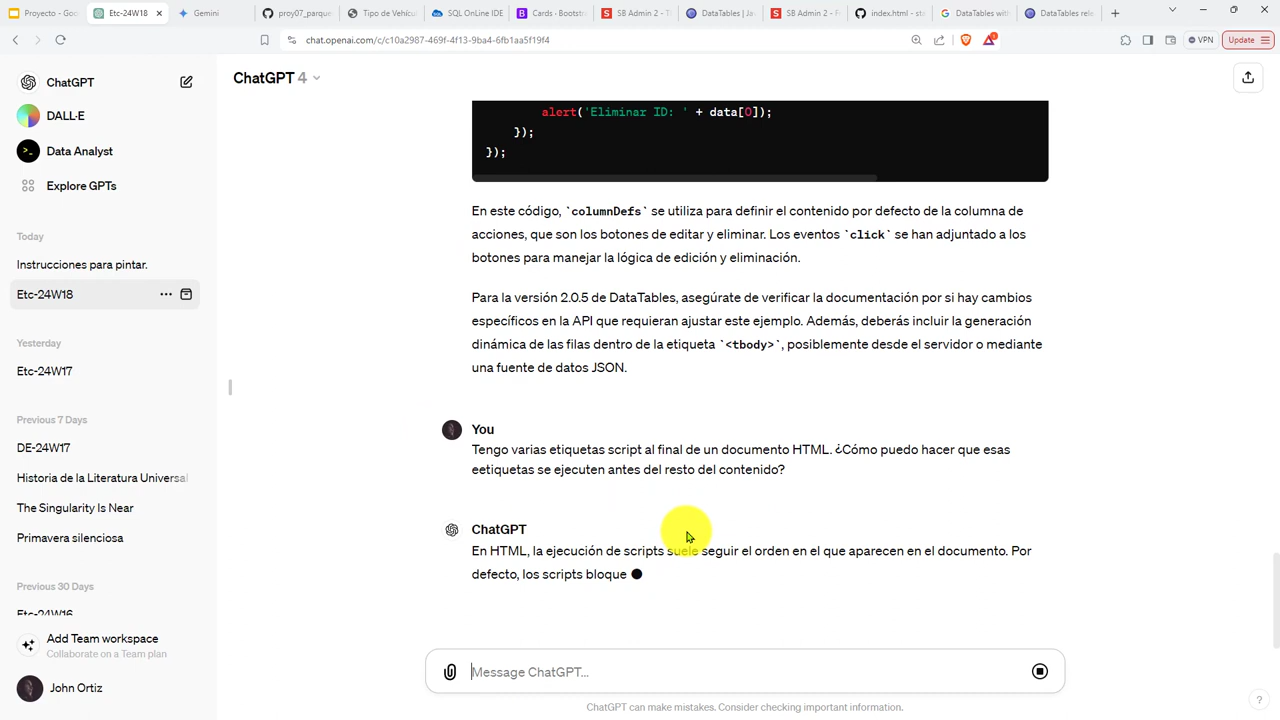 Proyecto - Goo
Etc-24W18
Gemini
proy07_parque
Tipo de Vehícu
SQL OnLine IDE
Cards · Bootstr
SB Admin 2 - T
DataTables | Ja
SB Admin 2 - F
index.html - st
DataTables with
DataTables rele
chat.openai.com/c/c10a2987-469f-4f13-9ba4-6fb1aa5f19f4
VPN
Update
ChatGPT
DALL·E
Data Analyst
Explore GPTs
Today
Instrucciones para pintar.
Etc-24W18
Yesterday
Etc-24W17
Previous 7 Days
DE-24W17
Historia de la Literatura Universal
The Singularity Is Near
Primavera silenciosa
Previous 30 Days
Etc-24W16
Add Team workspace
Collaborate on a Team plan
John Ortiz
ChatGPT 4
alert('Eliminar ID: ' + data[0]);
});
});
En este código, `columnDefs` se utiliza para definir el contenido por defecto de la columna de
acciones, que son los botones de editar y eliminar. Los eventos `click` se han adjuntado a los
botones para manejar la lógica de edición y eliminación.
Para la versión 2.0.5 de DataTables, asegúrate de verificar la documentación por si hay cambios
específicos en la API que requieran ajustar este ejemplo. Además, deberás incluir la generación
dinámica de las filas dentro de la etiqueta `<tbody>`, posiblemente desde el servidor o mediante
una fuente de datos JSON.
You
Tengo varias etiquetas script al final de un documento HTML. ¿Cómo puedo hacer que esas
eetiquetas se ejecuten antes del resto del contenido?
ChatGPT
En HTML, la ejecución de scripts suele seguir el orden en el que aparecen en el documento. Por
defecto, los scripts bloque
Message ChatGPT...
ChatGPT can make mistakes. Consider checking important information.
?